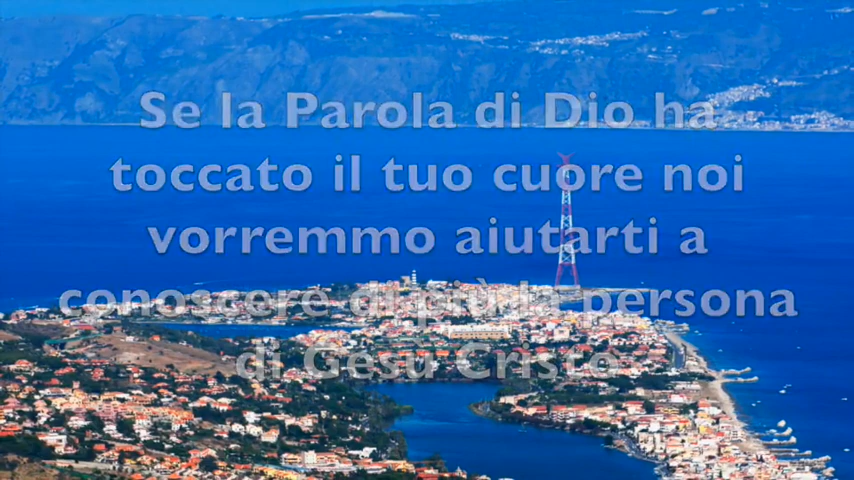 Se la Parola di Dio ha
toccato il tuo cuore noi
vorremmo aiutarti a
conoscere di più la persona
di Gesù Cristo